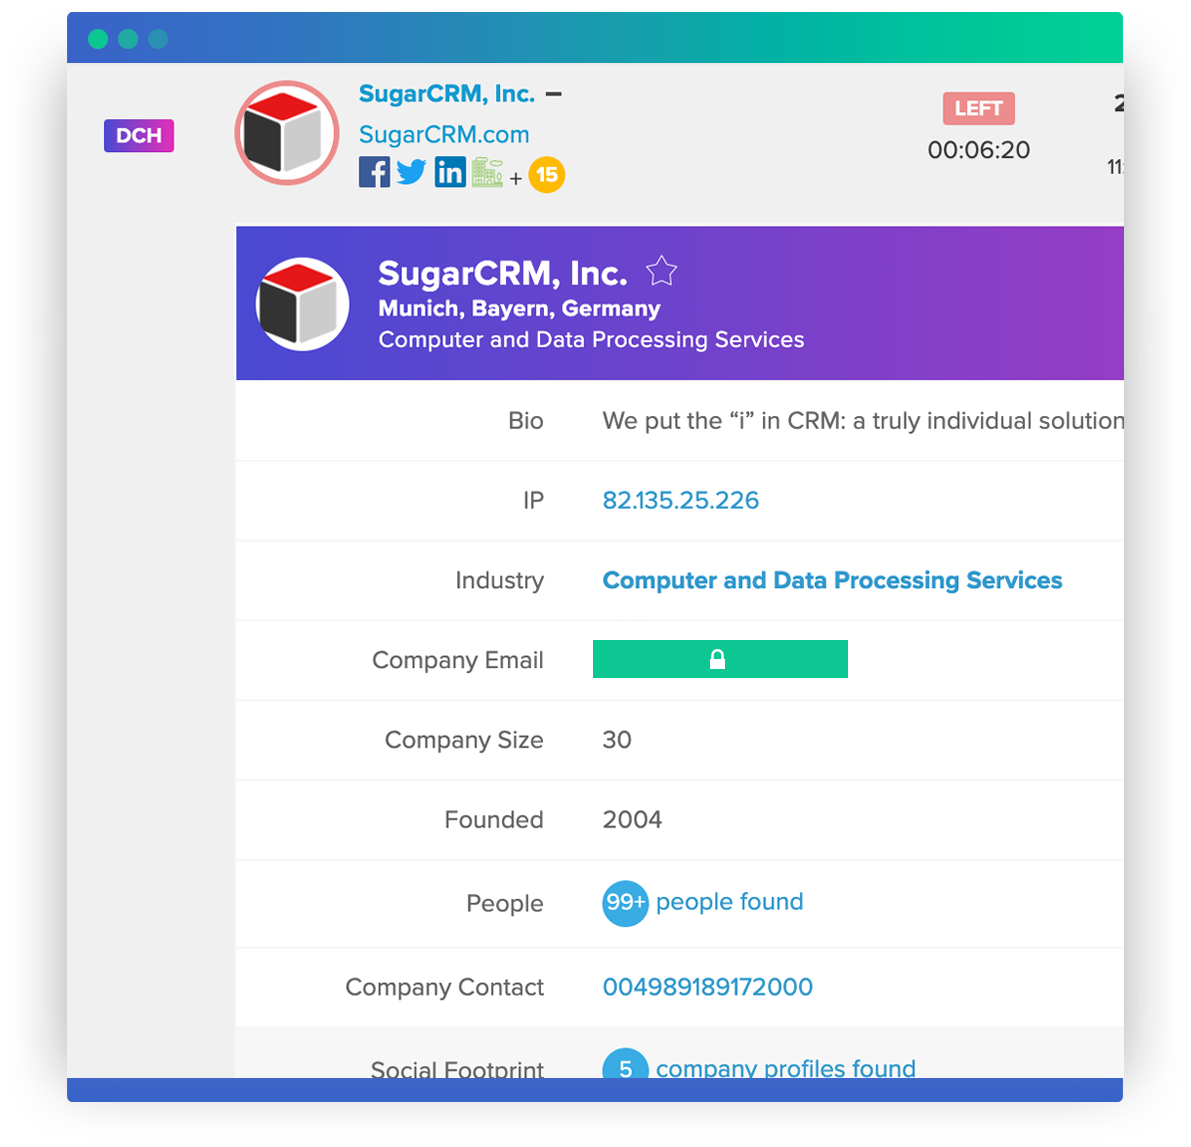 DCH
SugarCRM, Inc. –
SugarCRM.com
+ 15
LEFT
00:06:20
SugarCRM, Inc.
Munich, Bayern, Germany
Computer and Data Processing Services
Bio We put the “i” in CRM: a truly individual solution
IP 82.135.25.226
Industry Computer and Data Processing Services
Company Email
Company Size 30
Founded 2004
People 99+ people found
Company Contact 004989189172000
Social Footprint 5 company profiles found